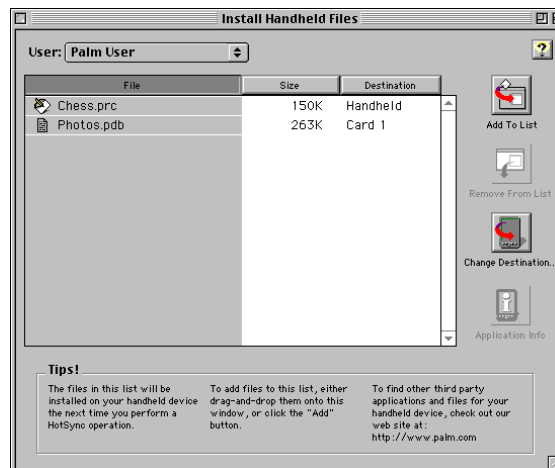 Install Handheld Files
User: Palm User
File Size Destination
Chess.prc 150K Handheld
Photos.pdb 263K Card 1
Add To List
Remove From List
Change Destination..
Application Info
Tips!
The files in this list will be
installed on your handheld device
the next time you perform a
HotSync operation.
To add files to this list, either
drag-and-drop them onto this
window, or click the "Add"
button.
To find other third party
applications and files for your
handheld device, check out our
web site at:
http://www.palm.com